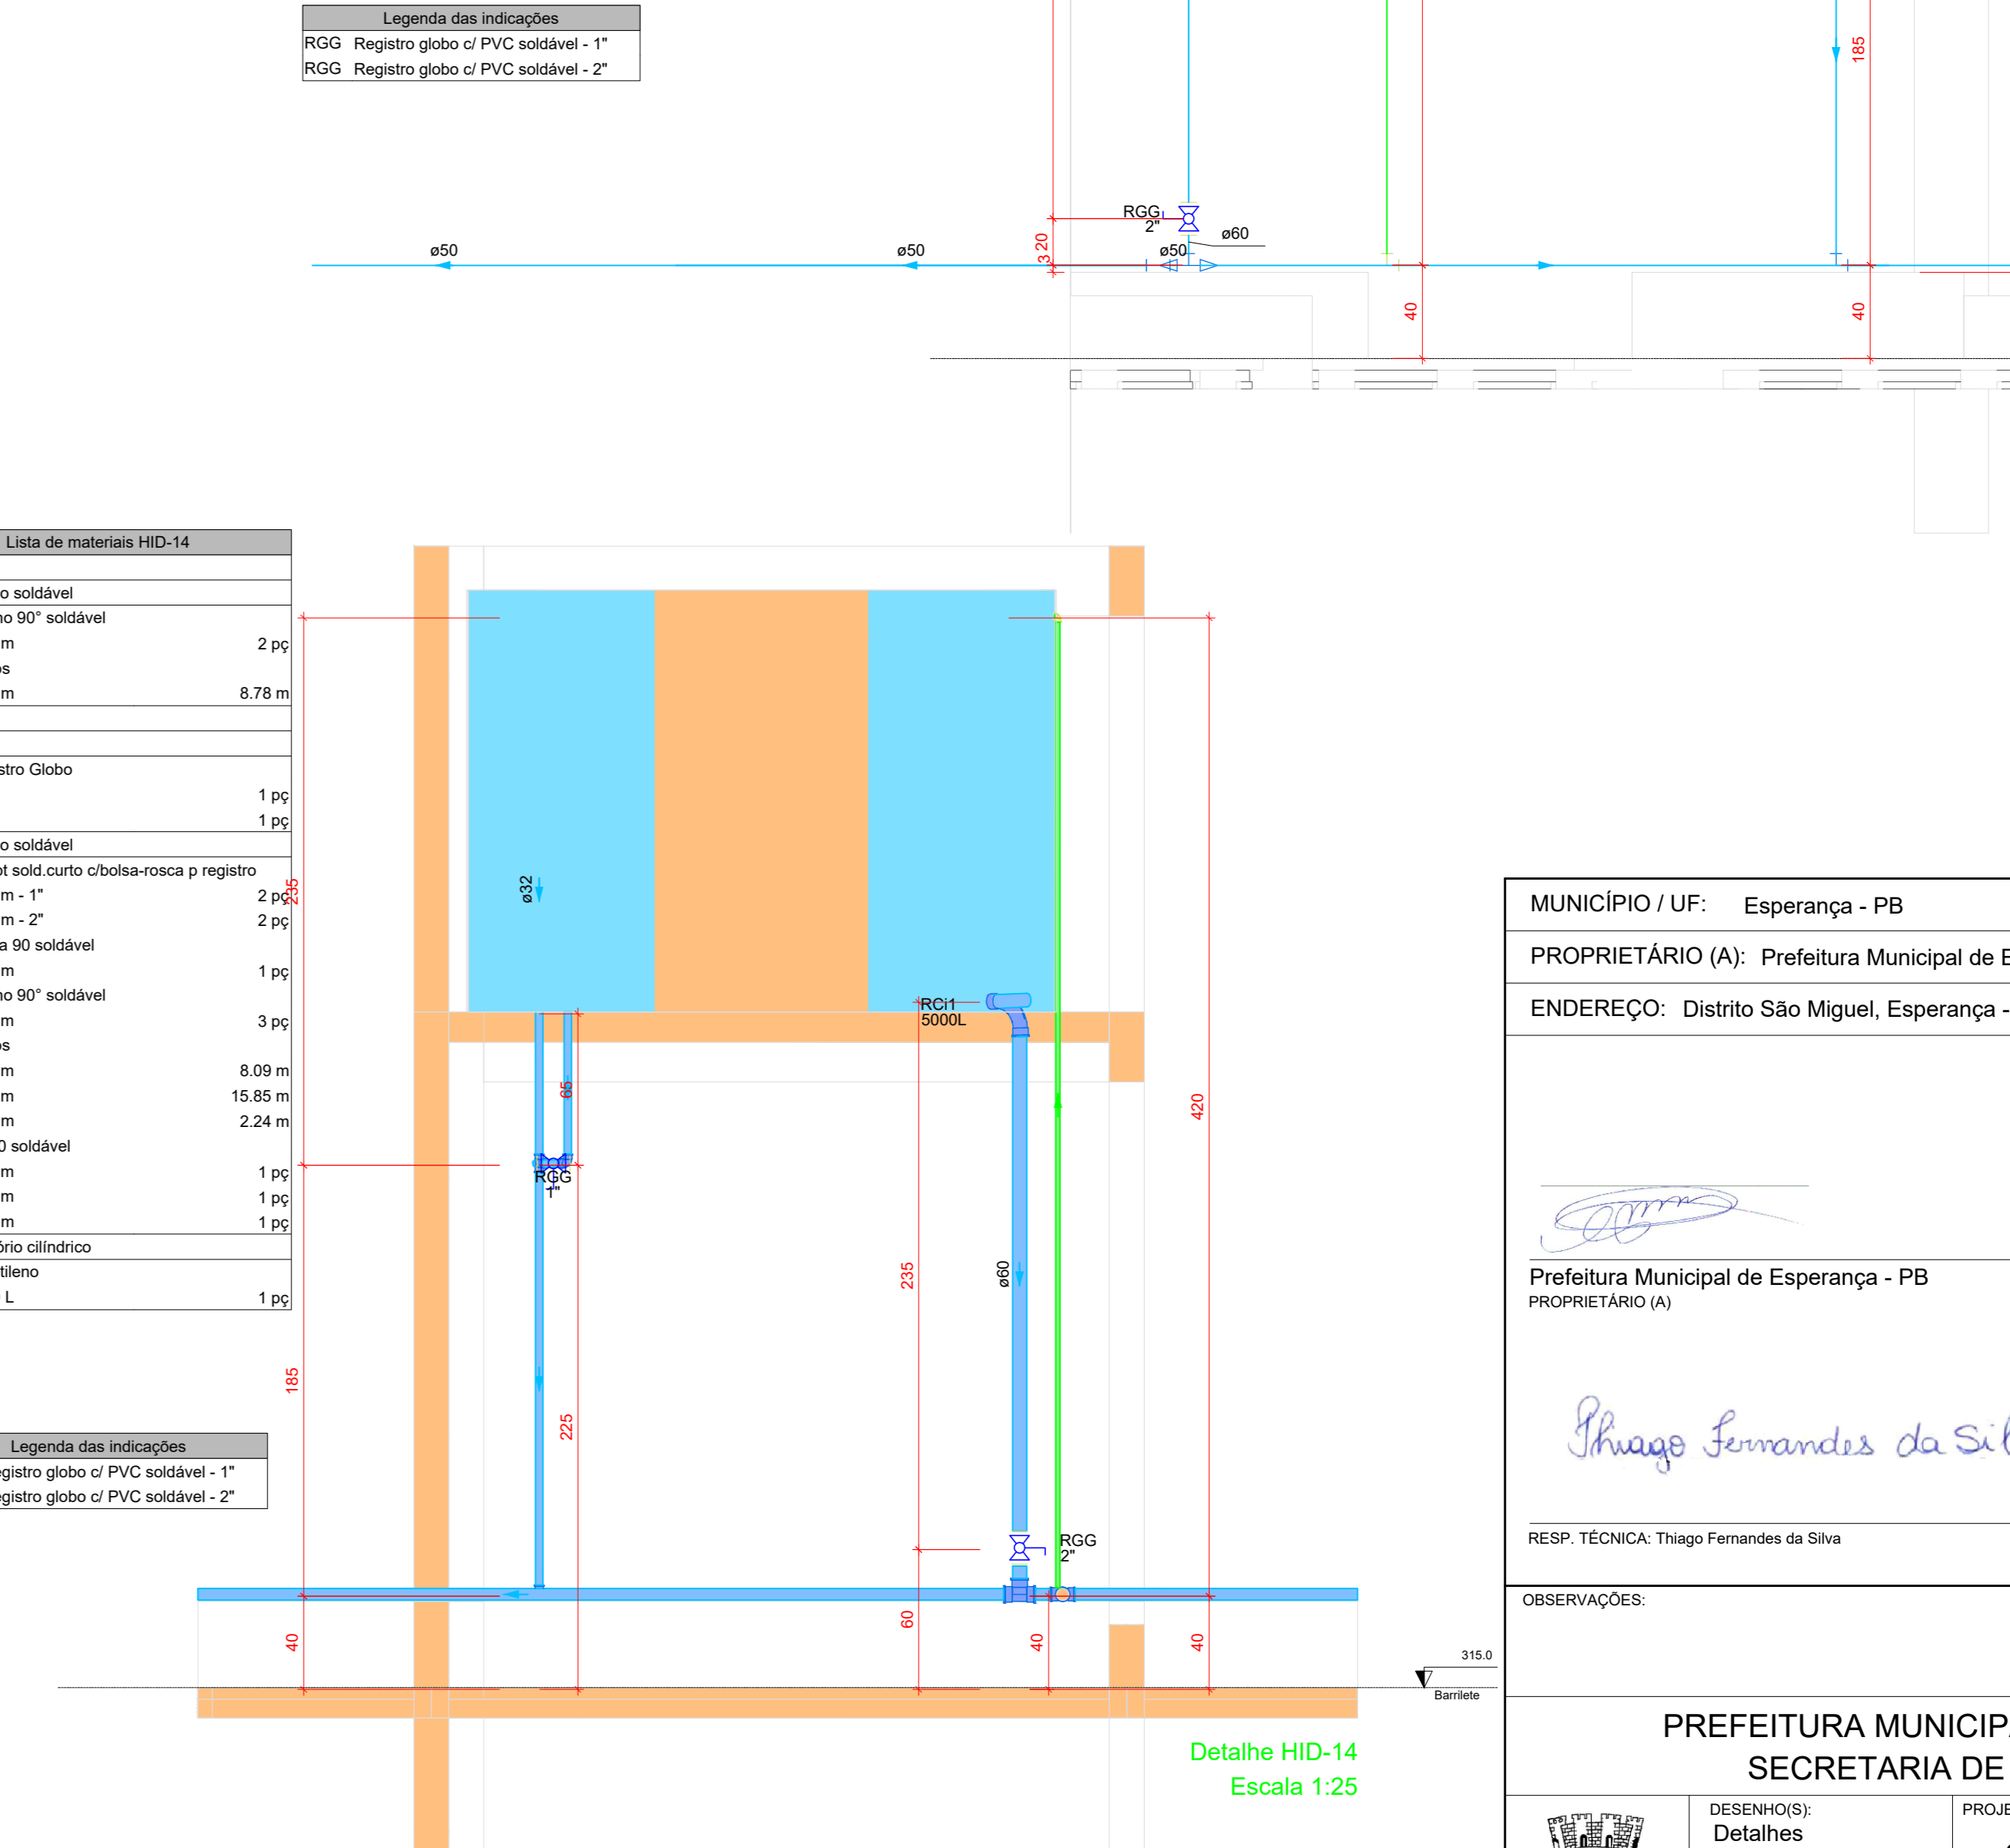 Legenda das indicações
RGG Registro globo c/ PVC soldável - 1"
RGG Registro globo c/ PVC soldável - 2"
185
RGG
2"
ø60
ø50
ø50
ø50
20
3
40
40
Lista de materiais HID-14
soldável
90° soldável
2 pç
8.78 m
Globo
1 pç
1 pç
soldável
sold.curto c/bolsa-rosca p registro
- 1" 2 pç
- 2" 2 pç
90 soldável
1 pç
90° soldável
3 pç
8.09 m
15.85 m
2.24 m
soldável
1 pç
1 pç
1 pç
cilíndrico
L 1 pç
Legenda das indicações
globo c/ PVC soldável - 1"
globo c/ PVC soldável - 2"
235
185
40
ø32
65
RGG
1"
225
RCi1
5000L
235
ø60
60
RGG
2"
40
420
40
315.0
Barrilete
Detalhe HID-14
Escala 1:25
MUNICÍPIO / UF: Esperança - PB
PROPRIETÁRIO (A): Prefeitura Municipal de E
ENDEREÇO: Distrito São Miguel, Esperança -
Prefeitura Municipal de Esperança - PB
PROPRIETÁRIO (A)
Thiago Fernandes da Sil
RESP. TÉCNICA: Thiago Fernandes da Silva
OBSERVAÇÕES:
PREFEITURA MUNICIPA
SECRETARIA DE
DESENHO(S):
Detalhes
PROJE